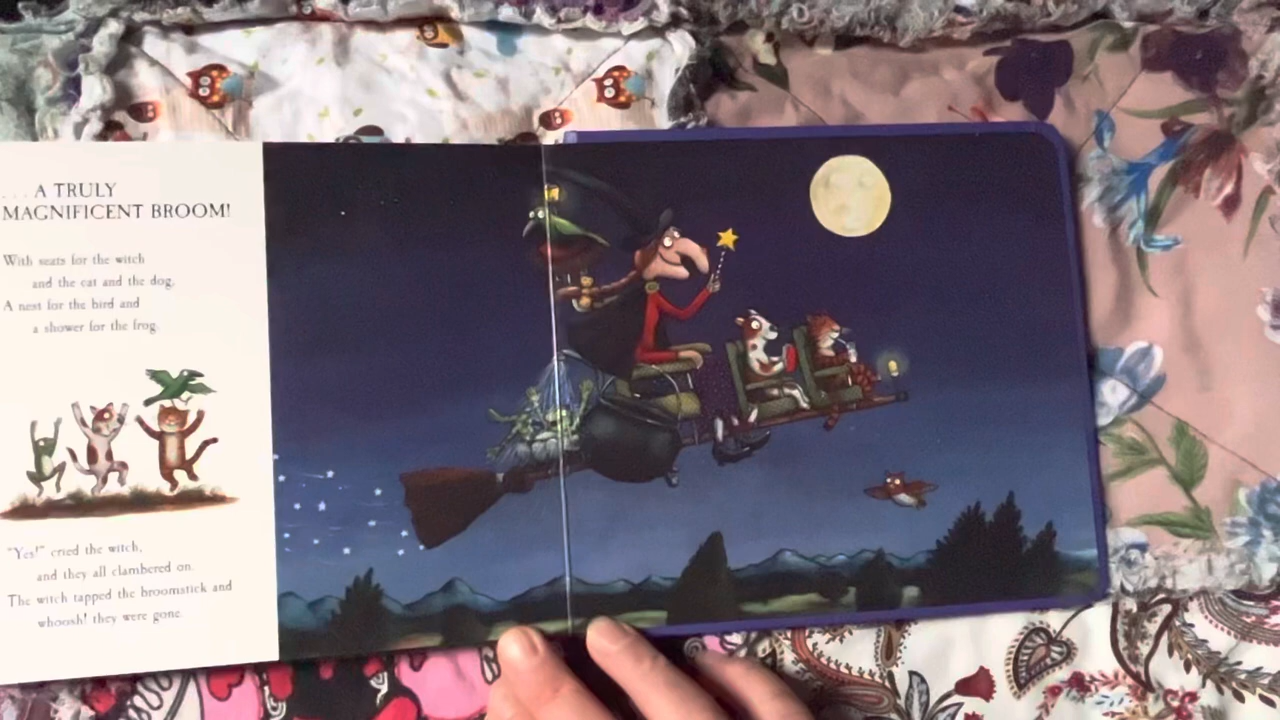 ... A TRULY
MAGNIFICENT BROOM!
With seats for the witch
and the cat and the dog,
A nest for the bird and
a shower for the frog.
"Yes!" cried the witch,
and they all clambered on.
The witch tapped the broomstick and
whoosh! they were gone.